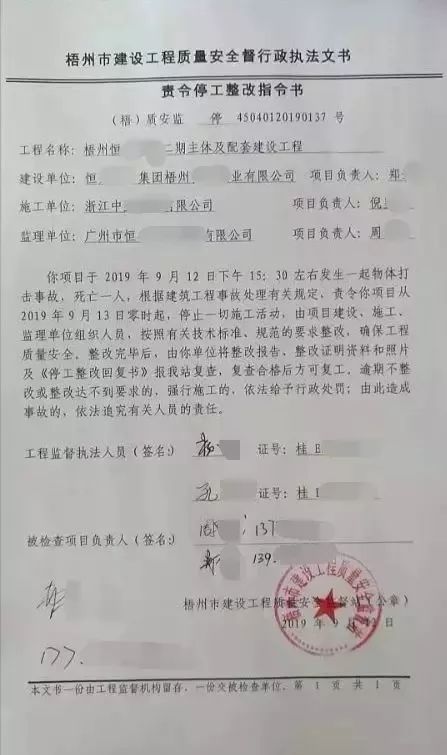 梧州市建设工程质量安全督行政执法文书
责令停工整改指令书
（梧）质安监 停 45040120190137 号
工程名称：梧州恒 二期主体及配套建设工程
建设单位：恒 集团梧州 业有限公司 项目负责人：郑
施工单位：浙江中 有限公司 项目负责人：倪
监理单位：广州市恒 有限公司 项目负责人：周
你项目于 2019 年 9 月 12 日下午 15：30 左右发生一起物体打
击事故，死亡一人，根据建筑工程事故处理有关规定，责令你项目从
2019 年 9 月 13 日零时起，停止一切施工活动，由项目建设、施工、
监理单位组织人员，按照有关技术标准、规范的要求整改，确保工程
质量安全。整改完毕后，由你单位将整改报告、整改证明资料和照片
及《停工整改回复书》报我站复查，复查合格后方可复工。逾期不整
改或整改达不到要求的，强行施工的，依法给予行政处罚；由此造成
事故的，依法追究有关人员的责任。
工程监督执法人员（签名：） 证号：桂 E
证号：桂 I
137
被检查项目负责人（签名：）
139.
梧州市建设工程质量安全监督站（公章）
2019 年 9 月 12 日
177.
本文书一份由工程监督机构留存，一份交被检查单位。第 1 页 共 1 页